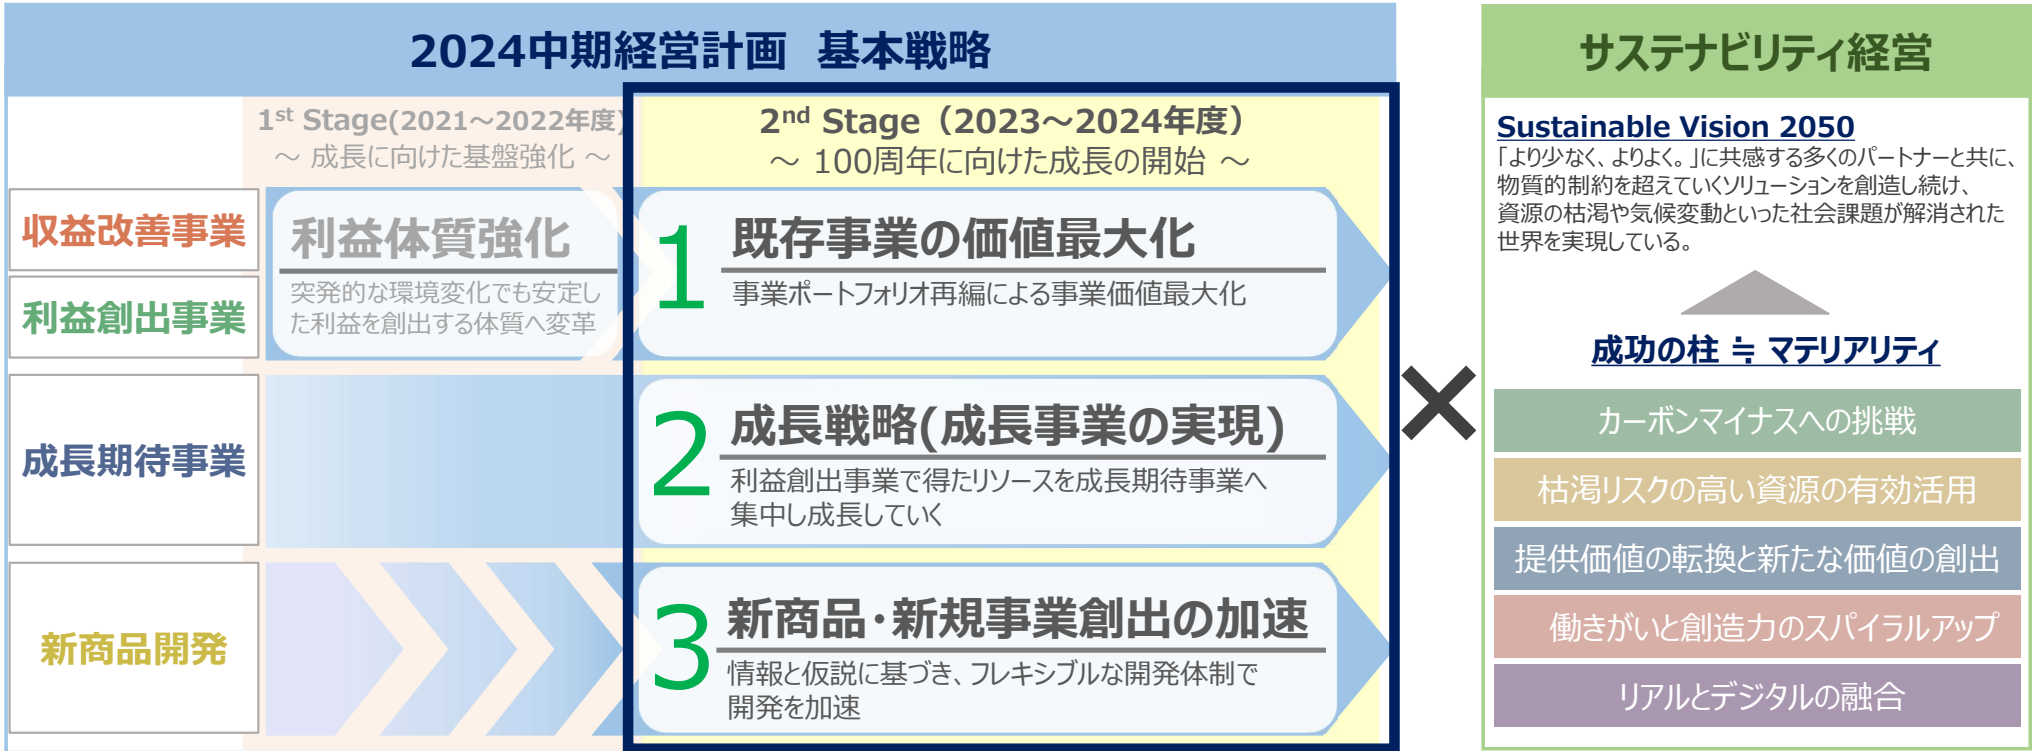 2024中期経営計画 基本戦略
1st Stage(2021～2022年度)
～ 成長に向けた基盤強化 ～
2nd Stage（2023～2024年度）
～ 100周年に向けた成長の開始 ～
収益改善事業
利益創出事業
利益体質強化
突発的な環境変化でも安定し
た利益を創出する体質へ変革
1
既存事業の価値最大化
事業ポートフォリオ再編による事業価値最大化
成長期待事業
2
成長戦略(成長事業の実現)
利益創出事業で得たリソースを成長期待事業へ
集中し成長していく
新商品開発
3
新商品・新規事業創出の加速
情報と仮説に基づき、フレキシブルな開発体制で
開発を加速
×
サステナビリティ経営
Sustainable Vision 2050
「より少なく、よりよく。」に共感する多くのパートナーと共に、
物質的制約を超えていくソリューションを創造し続け、
資源の枯渇や気候変動といった社会課題が解消された
世界を実現している。
成功の柱 ≒ マテリアリティ
カーボンマイナスへの挑戦
枯渇リスクの高い資源の有効活用
提供価値の転換と新たな価値の創出
働きがいと創造力のスパイラルアップ
リアルとデジタルの融合